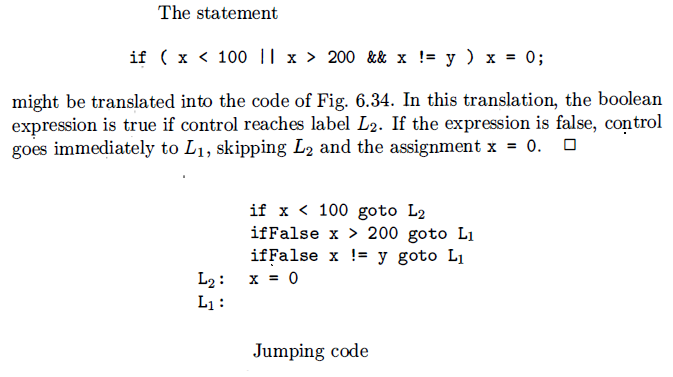 The statement
if ( x < 100 || x > 200 && x != y ) x = 0;
might be translated into the code of Fig. 6.34. In this translation, the boolean
expression is true if control reaches label L₂. If the expression is false, control
goes immediately to L₁, skipping L₂ and the assignment x = 0. □
if x < 100 goto L₂
ifFalse x > 200 goto L₁
ifFalse x != y goto L₁
L₂: x = 0
L₁:
Jumping code